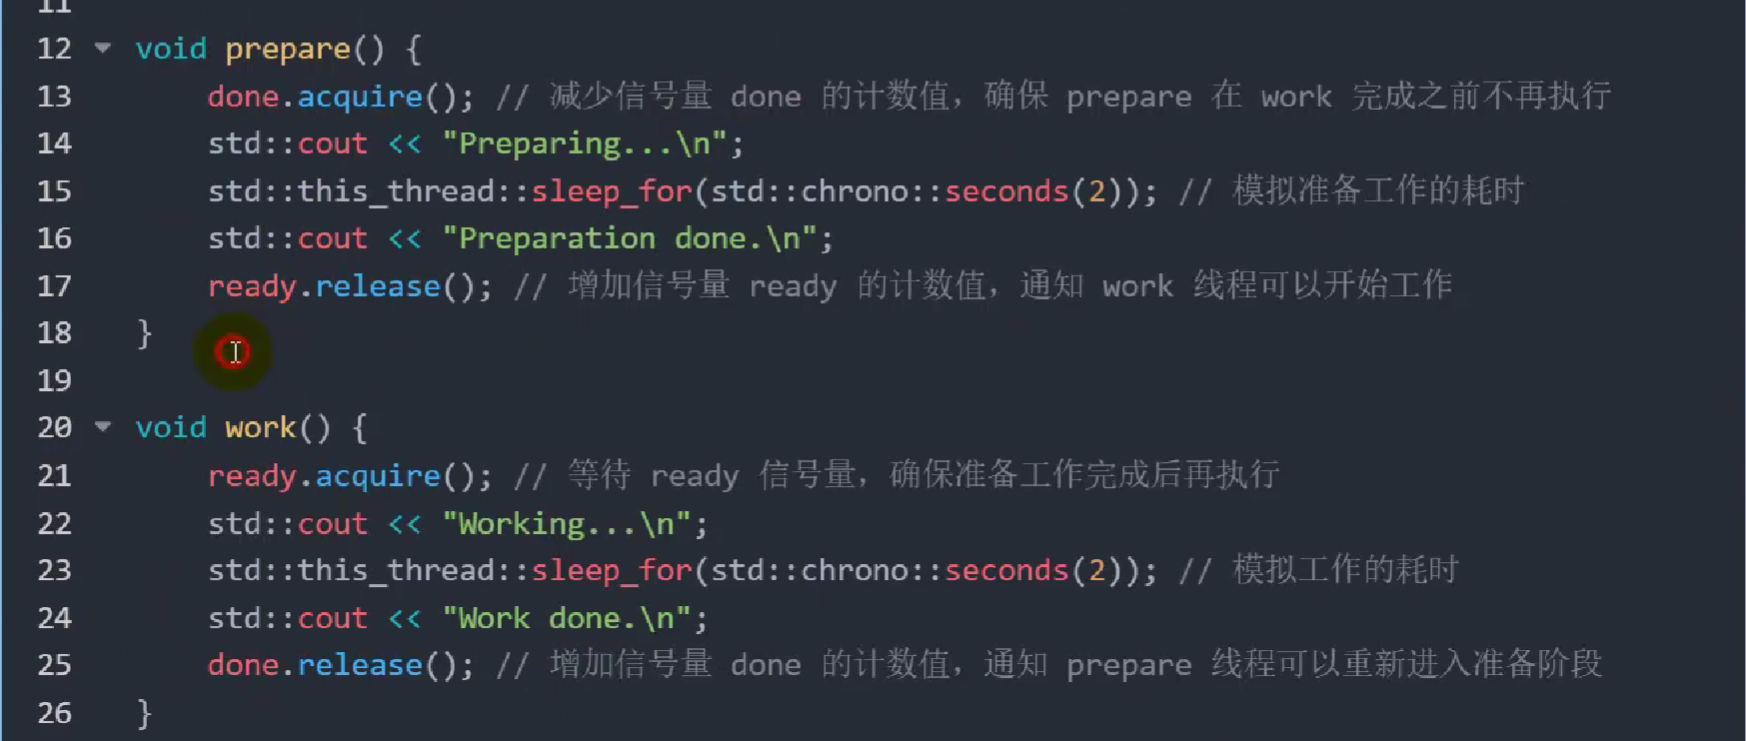 11
12 void prepare() {
13 done.acquire(); // 减少信号量 done 的计数值，确保 prepare 在 work 完成之前不再执行
14 std::cout << "Preparing...\n";
15 std::this_thread::sleep_for(std::chrono::seconds(2)); // 模拟准备工作的耗时
16 std::cout << "Preparation done.\n";
17 ready.release(); // 增加信号量 ready 的计数值，通知 work 线程可以开始工作
18 }
19
20 void work() {
21 ready.acquire(); // 等待 ready 信号量，确保准备工作完成后再执行
22 std::cout << "Working...\n";
23 std::this_thread::sleep_for(std::chrono::seconds(2)); // 模拟工作的耗时
24 std::cout << "Work done.\n";
25 done.release(); // 增加信号量 done 的计数值，通知 prepare 线程可以重新进入准备阶段
26 }